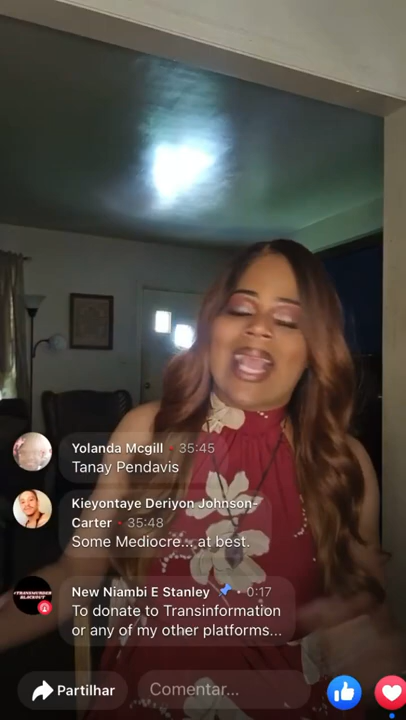 Yolanda Mcgill • 35:45
Tanay Pendavis
Kieyontaye Deriyon Johnson-
Carter • 35:48
Some Mediocre... at best.
New Niambi E Stanley 📌 • 0:17
To donate to Transinformation
or any of my other platforms...
Partilhar
Comentar...